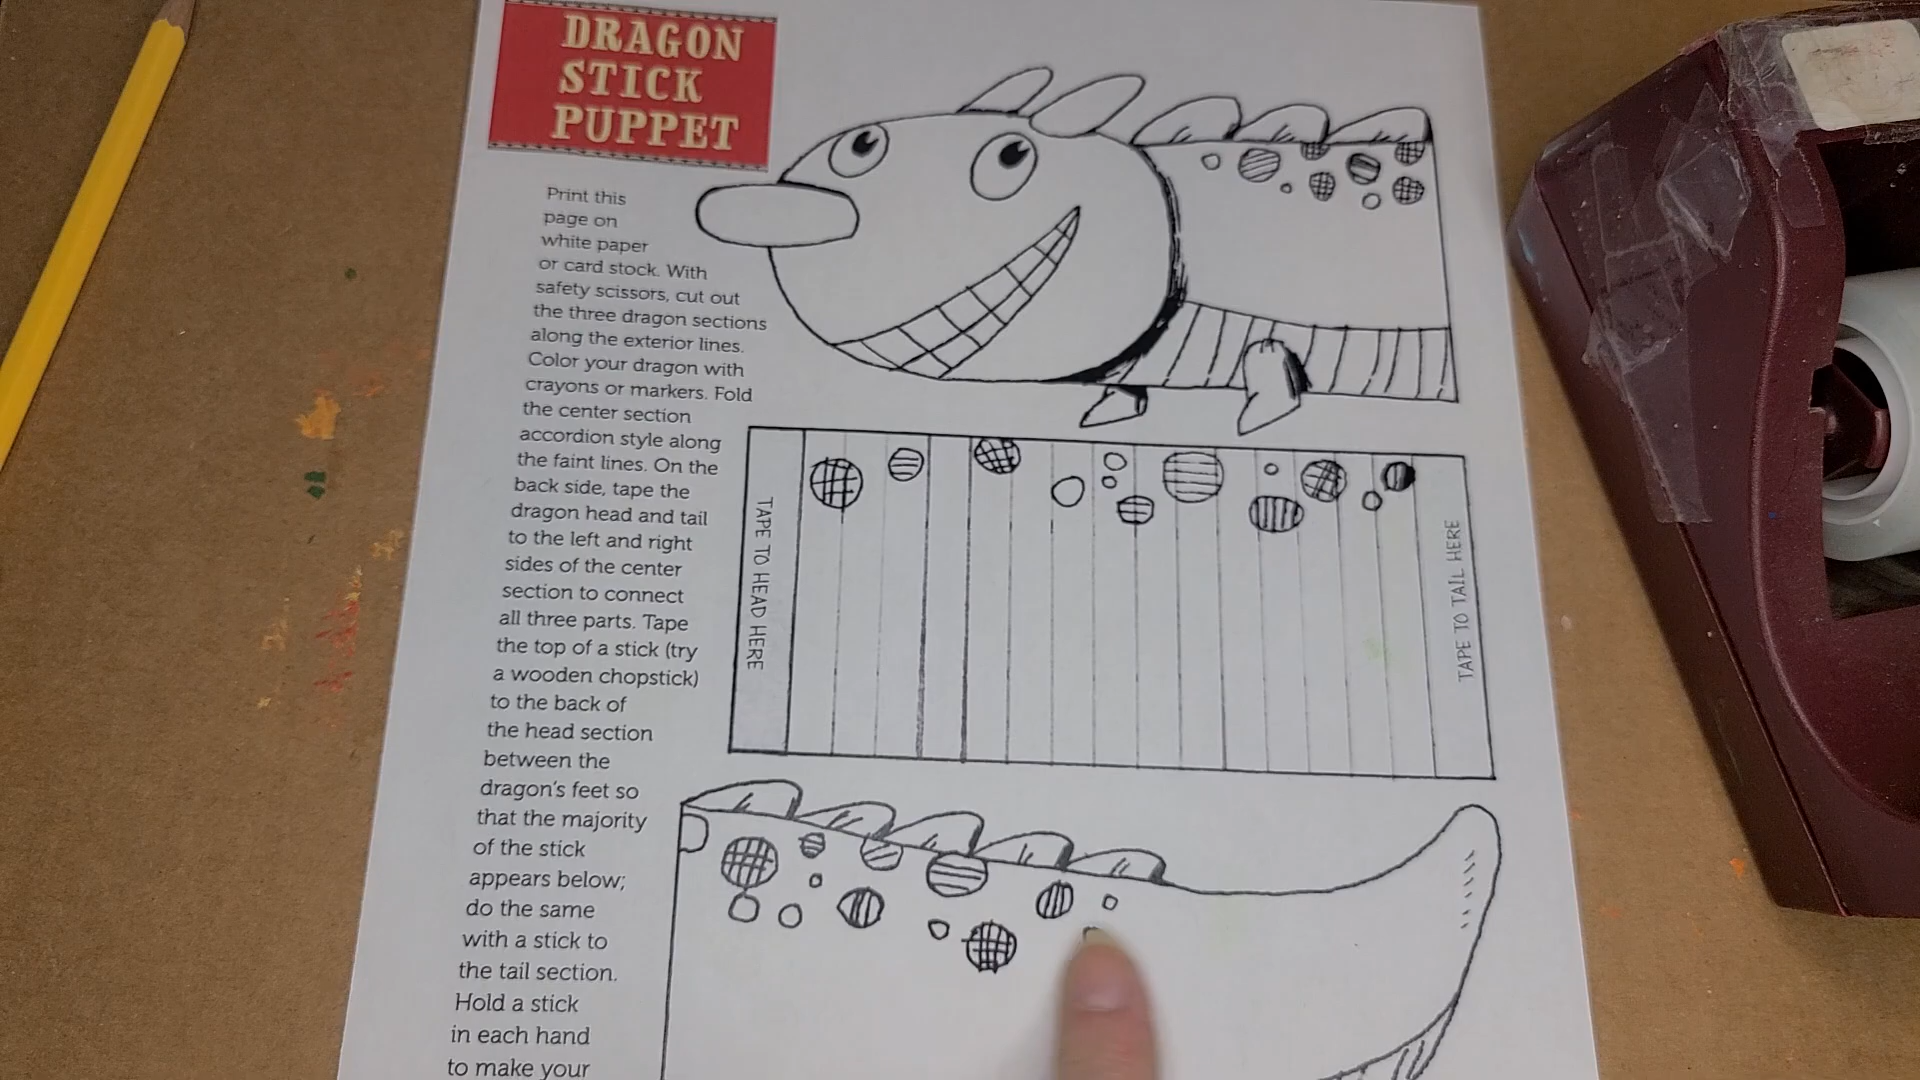 DRAGON
STICK
PUPPET
Print this
page on
white paper
or card stock. With
safety scissors, cut out
the three dragon sections
along the exterior lines.
Color your dragon with
crayons or markers. Fold
the center section
accordion style along
the faint lines. On the
back side, tape the
dragon head and tail
to the left and right
sides of the center
section to connect
all three parts. Tape
the top of a stick (try
a wooden chopstick)
to the back of
the head section
between the
dragon's feet so
that the majority
of the stick
appears below;
do the same
with a stick to
the tail section.
Hold a stick
in each hand
to make your
TAPE TO HEAD HERE
TAPE TO TAIL HERE